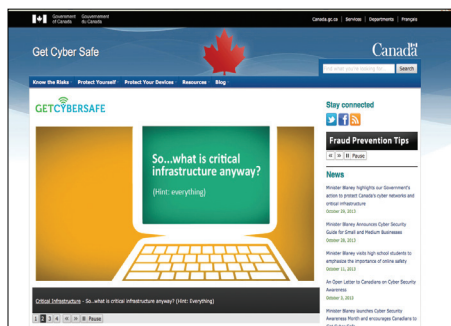 Government of Canada
Gouvernement du Canada
Canada.gc.ca | Services | Departments | Français
Get Cyber Safe
Canada
Search
Know the Risks Protect Yourself Protect Your Devices Resources Blog
GETCYBERSAFE
So...what is critical
infrastructure anyway?
(Hint: everything)
Critical Infrastructure - So...what is critical infrastructure anyway? (Hint: Everything)
1 2 3 4 « » II Pause
Stay connected
Fraud Prevention Tips
« » II Pause
News
Minister Blaney highlights our Government's
action to protect Canada's cyber networks and
critical infrastructure
October 29, 2013
Minister Blaney Announces Cyber Security
Guide for Small and Medium Businesses
October 28, 2013
Minister Blaney visits high school students to
emphasize the importance of online safety
October 11, 2013
An Open Letter to Canadians on Cyber Security
Awareness
October 3, 2013
Minister Blaney launches Cyber Security
Awareness Month and encourages Canadians to